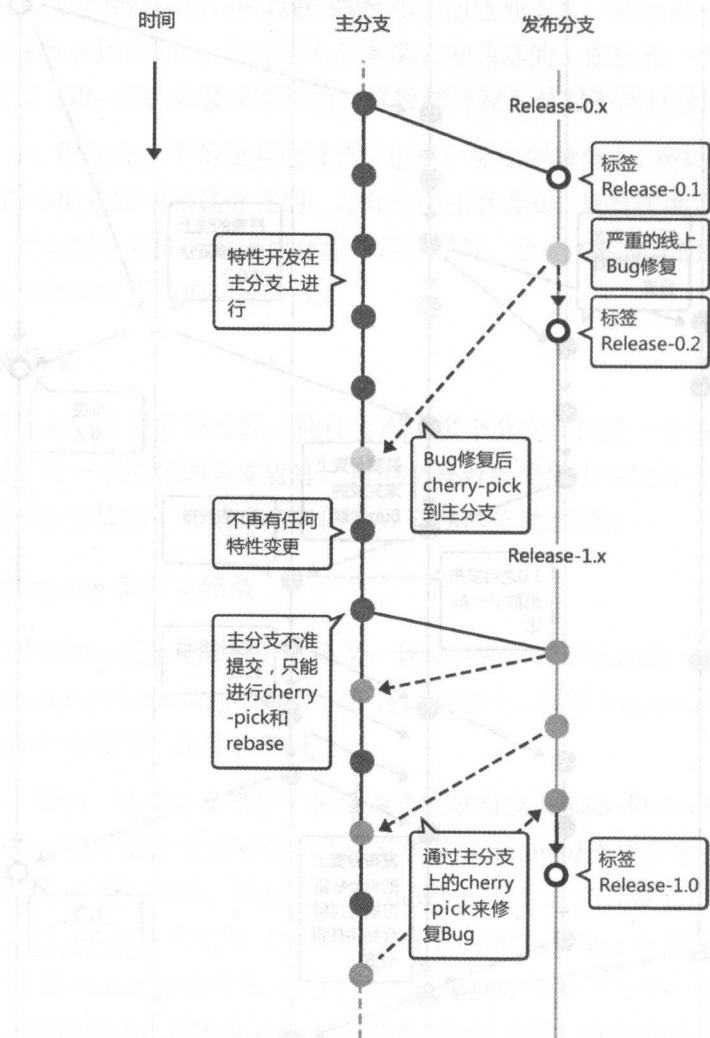 时间
主分支
发布分支
Release-0.x
标签
Release-0.1
严重的线上
Bug修复
特性开发在
主分支上进
行
标签
Release-0.2
Bug修复后
cherry-pick
到主分支
不再有任何
特性变更
Release-1.x
主分支不准
提交，只能
进行cherry
-pick和
rebase
通过主分支
上的cherry
-pick来修
复Bug
标签
Release-1.0